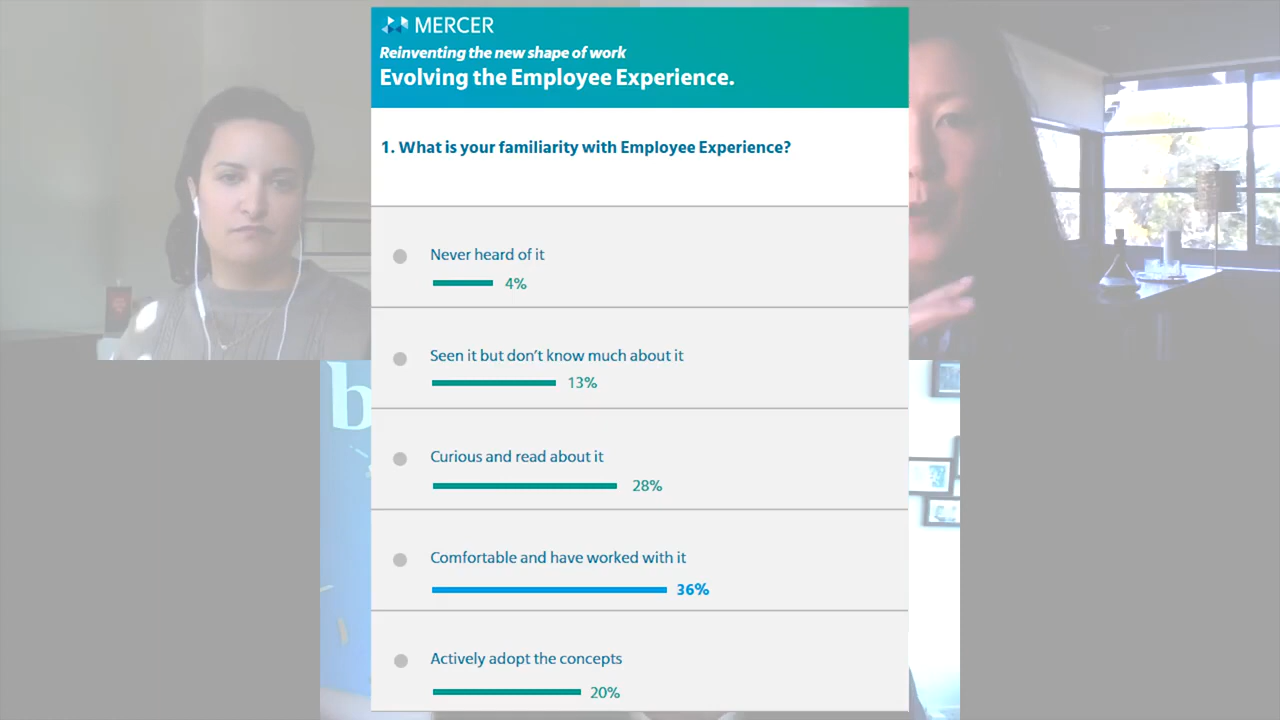 MERCER
Reinventing the new shape of work
Evolving the Employee Experience.
1. What is your familiarity with Employee Experience?
Never heard of it
4%
Seen it but don't know much about it
13%
Curious and read about it
28%
Comfortable and have worked with it
36%
Actively adopt the concepts
20%
b